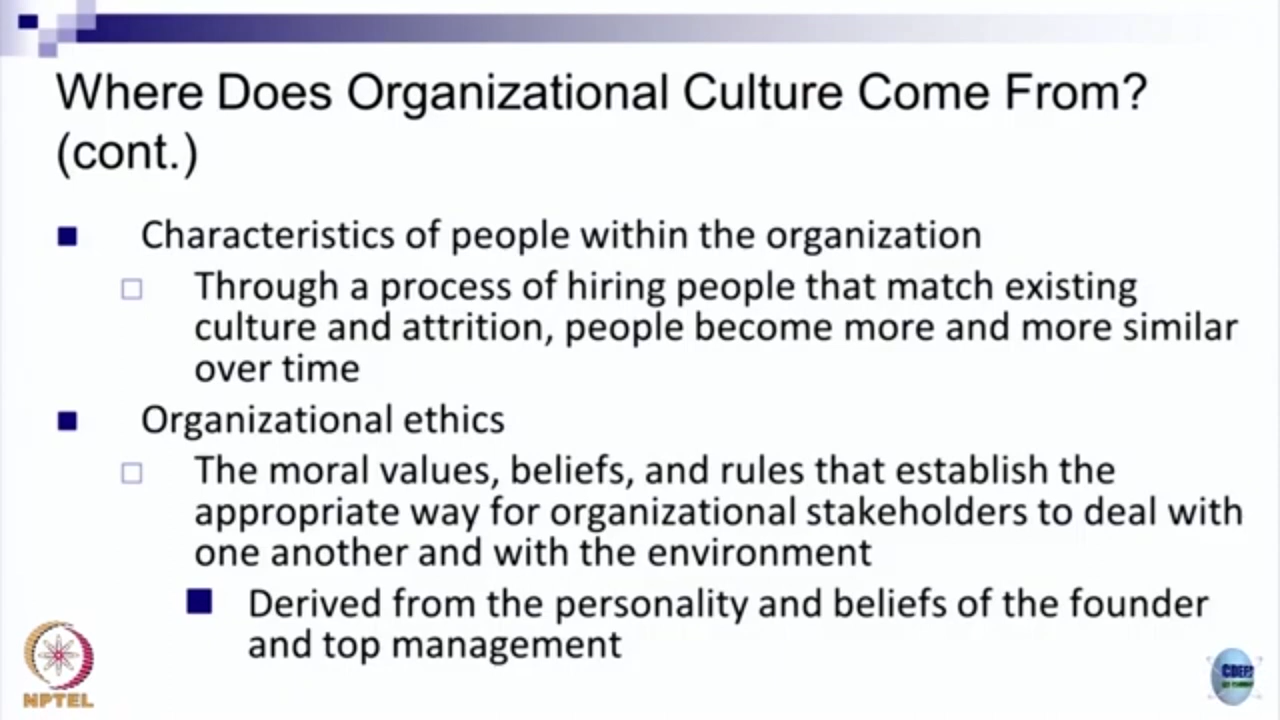 Where Does Organizational Culture Come From?
(cont.)
Characteristics of people within the organization
Through a process of hiring people that match existing
culture and attrition, people become more and more similar
over time
Organizational ethics
The moral values, beliefs, and rules that establish the
appropriate way for organizational stakeholders to deal with
one another and with the environment
Derived from the personality and beliefs of the founder
and top management
NPTEL
CDEEP